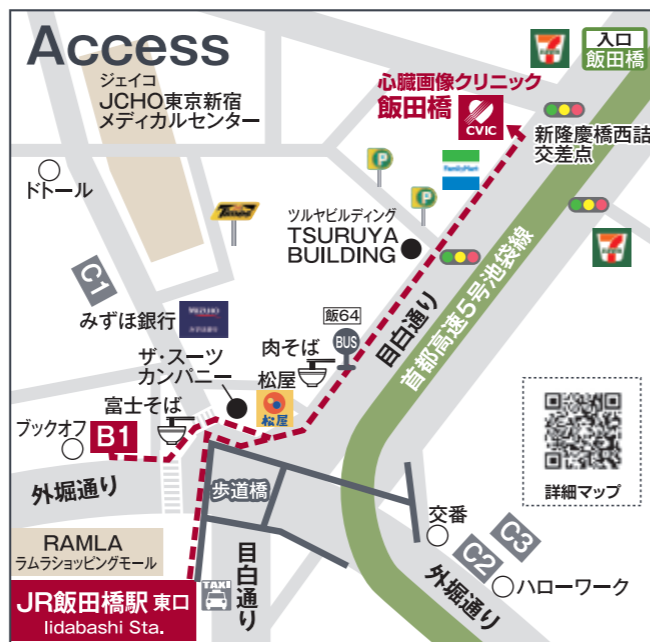 Access
ジェイコ
JCHO東京新宿
メディカルセンター
心臓画像クリニック
飯田橋
CVIC
入口
飯田橋
新隆慶橋西詰
交差点
ドトール
P
FamilyMart
P
ツルヤビルディング
TSURUYA
BUILDING
C1
みずほ銀行
MIZUHO
みずほ銀行
飯64
BUS
目白通り
首都高速5号池袋線
肉そば
ザ・スーツ
カンパニー
松屋
松屋
富士そば
ブックオフ
B1
外堀通り
歩道橋
詳細マップ
RAMLA
ラムラショッピングモール
目白通り
交番
C3
C2
外堀通り
ハローワーク
TAXI
JR飯田橋駅 東口
Iidabashi Sta.